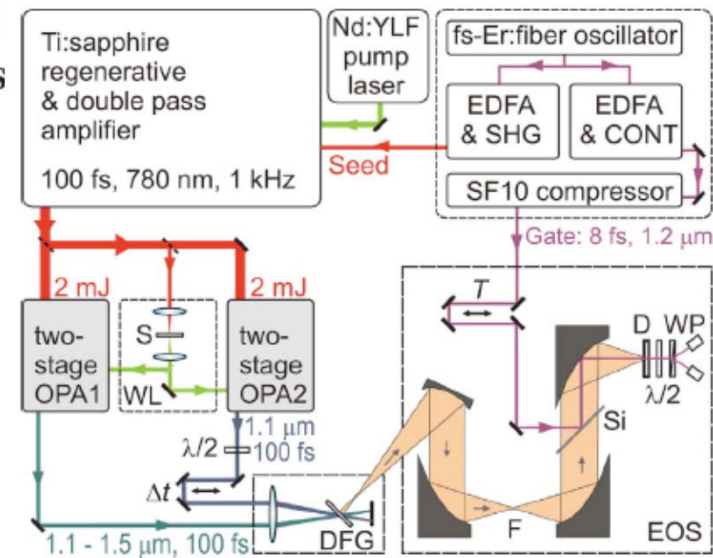 s
Ti:sapphire
regenerative
& double pass
amplifier
100 fs, 780 nm, 1 kHz
Nd:YLF
pump
laser
fs-Er:fiber oscillator
EDFA
& SHG
EDFA
& CONT
SF10 compressor
Seed
Gate: 8 fs, 1.2 μm
2 mJ
2 mJ
two-
stage
OPA1
S
WL
two-
stage
OPA2
1.1 μm
100 fs
λ/2
Δt
DFG
1.1 - 1.5 μm, 100 fs
T
D
WP
λ/2
Si
F
EOS